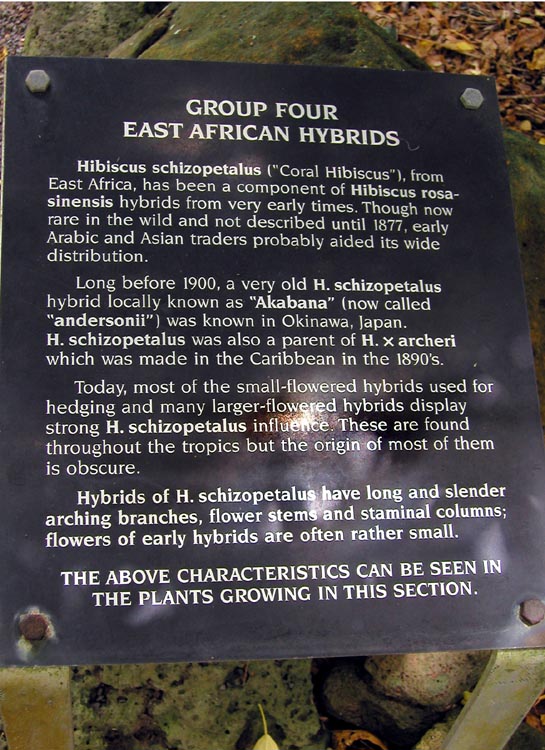 GROUP FOUR
EAST AFRICAN HYBRIDS
Hibiscus schizopetalus ("Coral Hibiscus"), from
East Africa, has been a component of Hibiscus rosa-
sinensis hybrids from very early times. Though now
rare in the wild and not described until 1877, early
Arabic and Asian traders probably aided its wide
distribution.
Long before 1900, a very old H. schizopetalus
hybrid locally known as "Akabana" (now called
"andersonii") was known in Okinawa, Japan.
H. schizopetalus was also a parent of H. x archeri
which was made in the Caribbean in the 1890's.
Today, most of the small-flowered hybrids used for
hedging and many larger-flowered hybrids display
strong H. schizopetalus influence. These are found
throughout the tropics but the origin of most of them
is obscure.
Hybrids of H. schizopetalus have long and slender
arching branches, flower stems and staminal columns;
flowers of early hybrids are often rather small.
THE ABOVE CHARACTERISTICS CAN BE SEEN IN
THE PLANTS GROWING IN THIS SECTION.